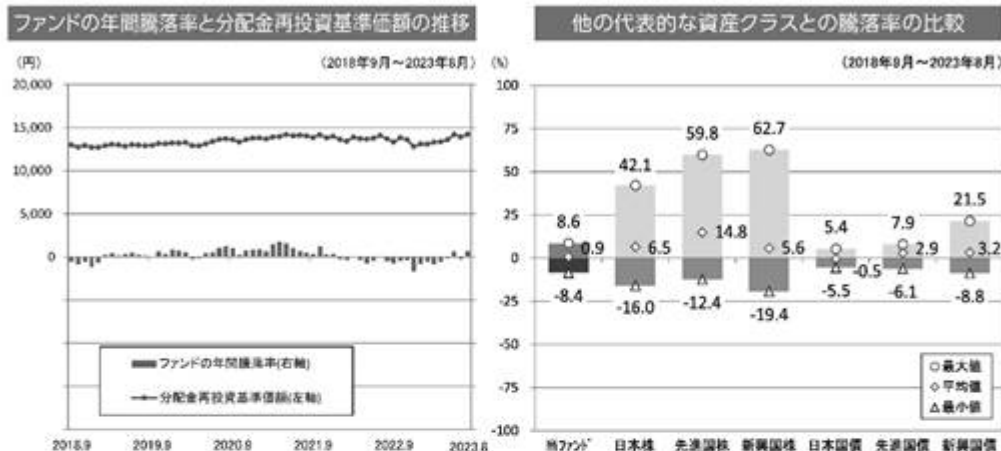 ファンドの年間騰落率と分配金再投資基準価額の推移
(円)
(2018年9月～2023年8月)
20,000
15,000
10,000
5,000
0
ファンドの年間騰落率(右軸)
分配金再投資基準価額(左軸)
2018.9 2019.9 2020.9 2021.9 2022.9 2023.8
他の代表的な資産クラスとの騰落率の比較
(%)
(2018年9月～2023年8月)
100
75
50
25
0
-25
-50
-75
-100
8.6 42.1 59.8 62.7 5.4 7.9 21.5
0.9 6.5 14.8 5.6 -0.5 2.9 3.2
-8.4 -16.0 -12.4 -19.4 -5.5 -6.1 -8.8
最大値
平均値
最小値
当ファンド 日本株 先進国株 新興国株 日本国債 先進国債 新興国債